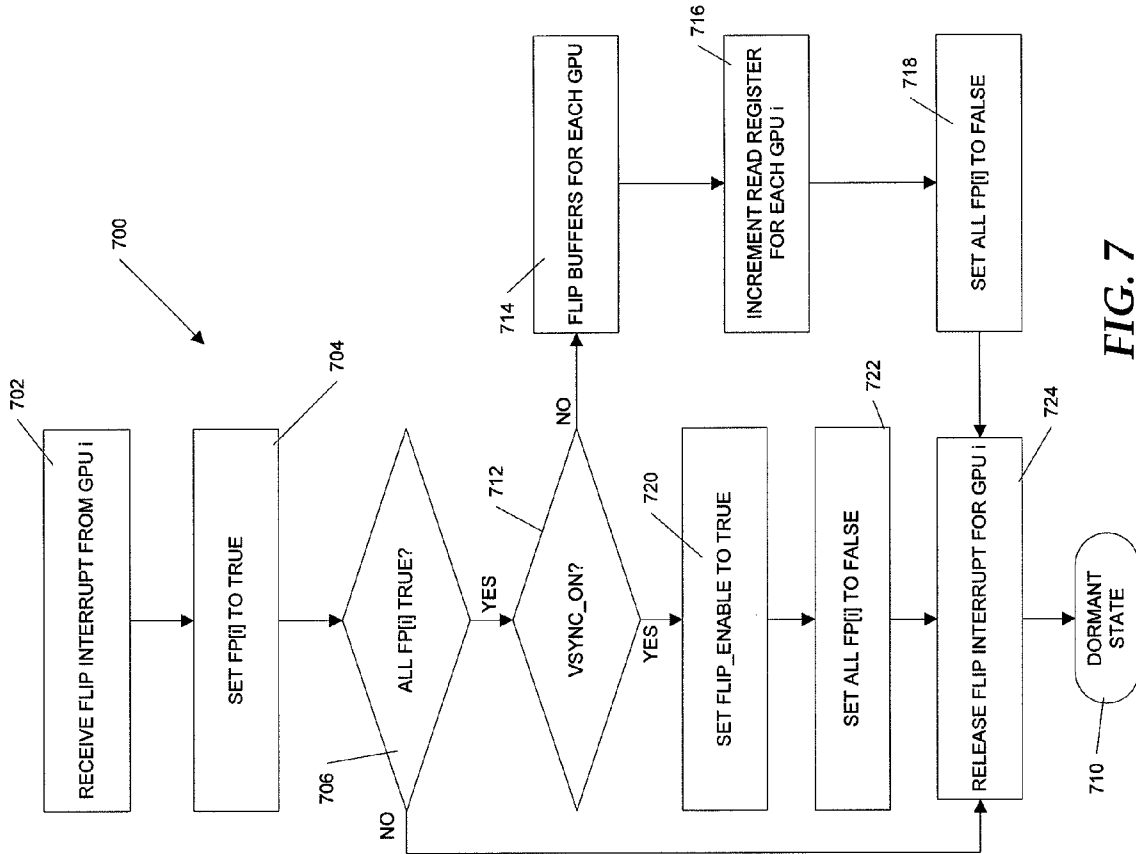 700
702
RECEIVE FLIP INTERRUPT FROM GPU i
704
SET FP[i] TO TRUE
706
ALL FP[i] TRUE?
NO
YES
712
VSYNC_ON?
NO
YES
714
FLIP BUFFERS FOR EACH GPU
716
INCREMENT READ REGISTER
FOR EACH GPU i
718
SET ALL FP[i] TO FALSE
720
SET FLIP_ENABLE TO TRUE
722
SET ALL FP[i] TO FALSE
724
RELEASE FLIP INTERRUPT FOR GPU i
710
DORMANT
STATE
FIG. 7